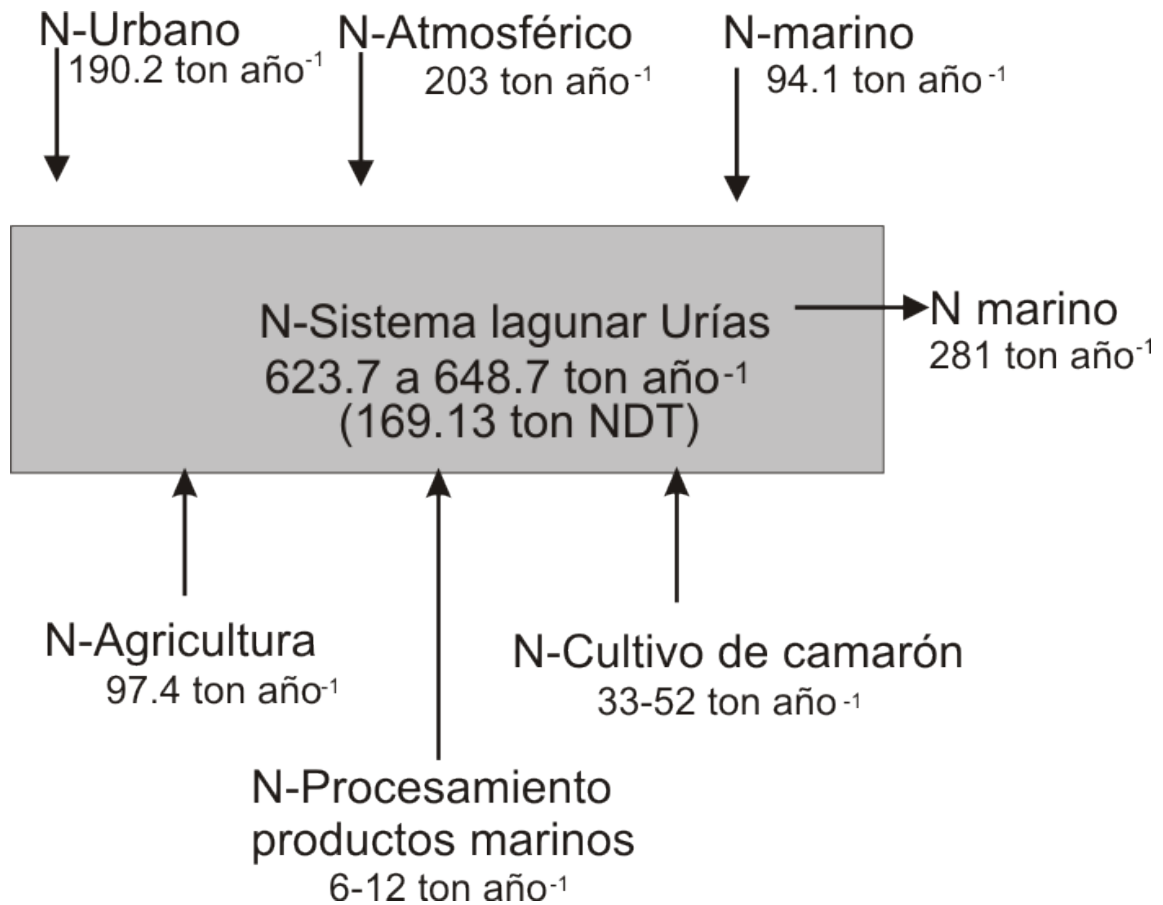 N-Urbano
190.2 ton año-1
N-Atmosférico
203 ton año-1
N-marino
94.1 ton año-1
N-Sistema lagunar Urías
623.7 a 648.7 ton año-1
(169.13 ton NDT)
N marino
281 ton año-1
N-Agricultura
97.4 ton año-1
N-Cultivo de camarón
33-52 ton año-1
N-Procesamiento
productos marinos
6-12 ton año-1